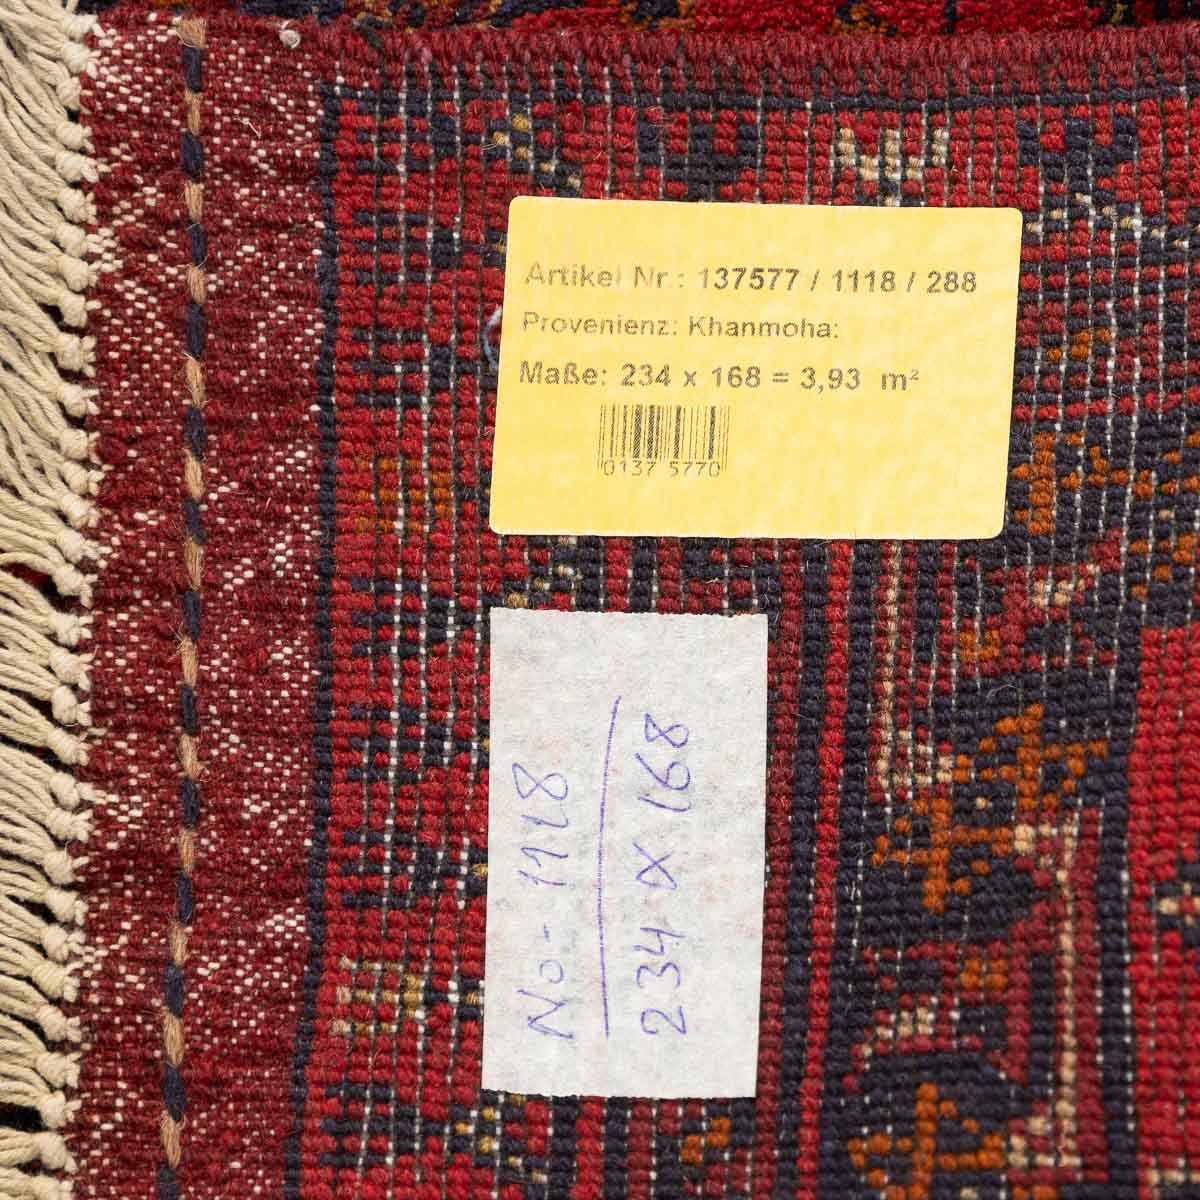 Artikel Nr.: 137577 / 1118 / 288
Provenienz: Khanmoha:
Maße: 234 x 168 = 3,93 m²
0137 5770
No - 1118
234 x 168